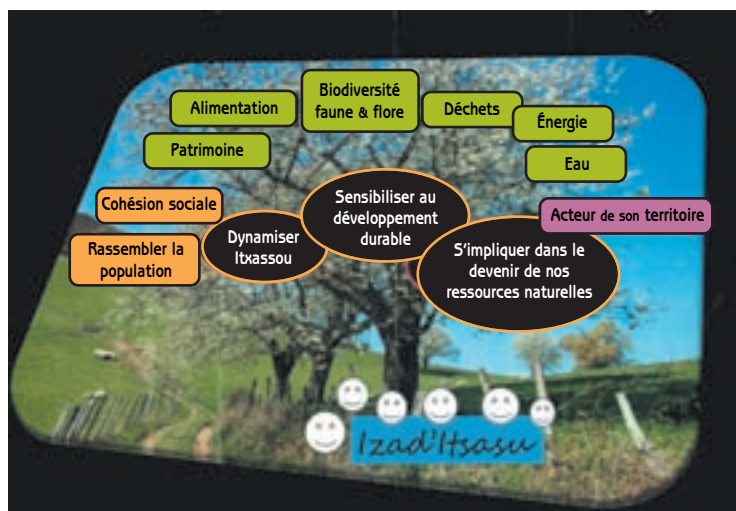 Biodiversité
faune & flore
Alimentation
Déchets
Énergie
Patrimoine
Eau
Cohésion sociale
Sensibiliser au
développement
durable
Acteur de son territoire
Rassembler la
population
Dynamiser
Itxassou
S'impliquer dans le
devenir de nos
ressources naturelles
Izad'Itsasu